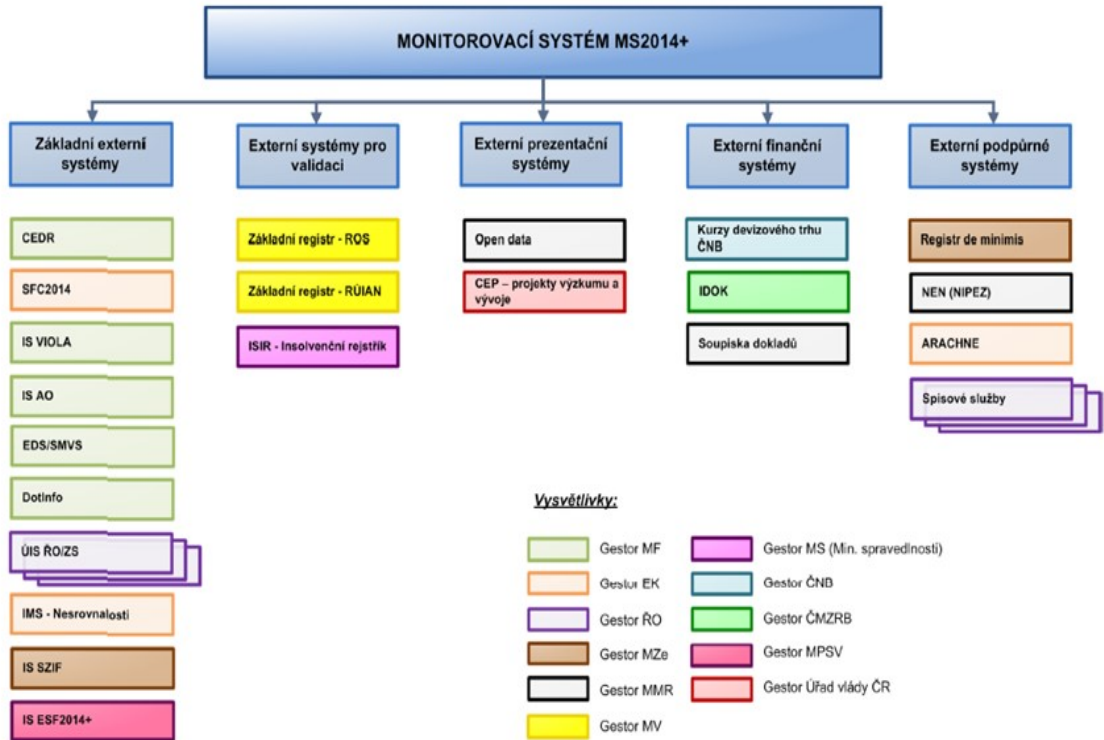 MONITOROVACÍ SYSTÉM MS2014+
Základní externí
systémy
CEDR
SFC2014
IS VIOLA
IS AO
EDS/SMVS
DotInfo
ÚIS ŘO/ZS
IMS - Nesrovnalosti
IS SZIF
IS ESF2014+
Externí systémy pro
validaci
Základní registr - ROS
Základní registr - RÚIAN
ISIR - Insolvenční rejstřík
Externí prezentační
systémy
Open data
CEP – projekty výzkumu a
vývoje
Externí finanční
systémy
Kurzy devizového trhu
ČNB
IDOK
Soupiska dokladů
Externí podpůrné
systémy
Registr de minimis
NEN (NIPEZ)
ARACHNE
Spisové služby
Vysvětlivky:
Gestor MF
Gestor EK
Gestor ŘO
Gestor MZe
Gestor MMR
Gestor MV
Gestor MS (Min. spravedlnosti)
Gestor ČNB
Gestor ČMZRB
Gestor MPSV
Gestor Úřad vlády ČR